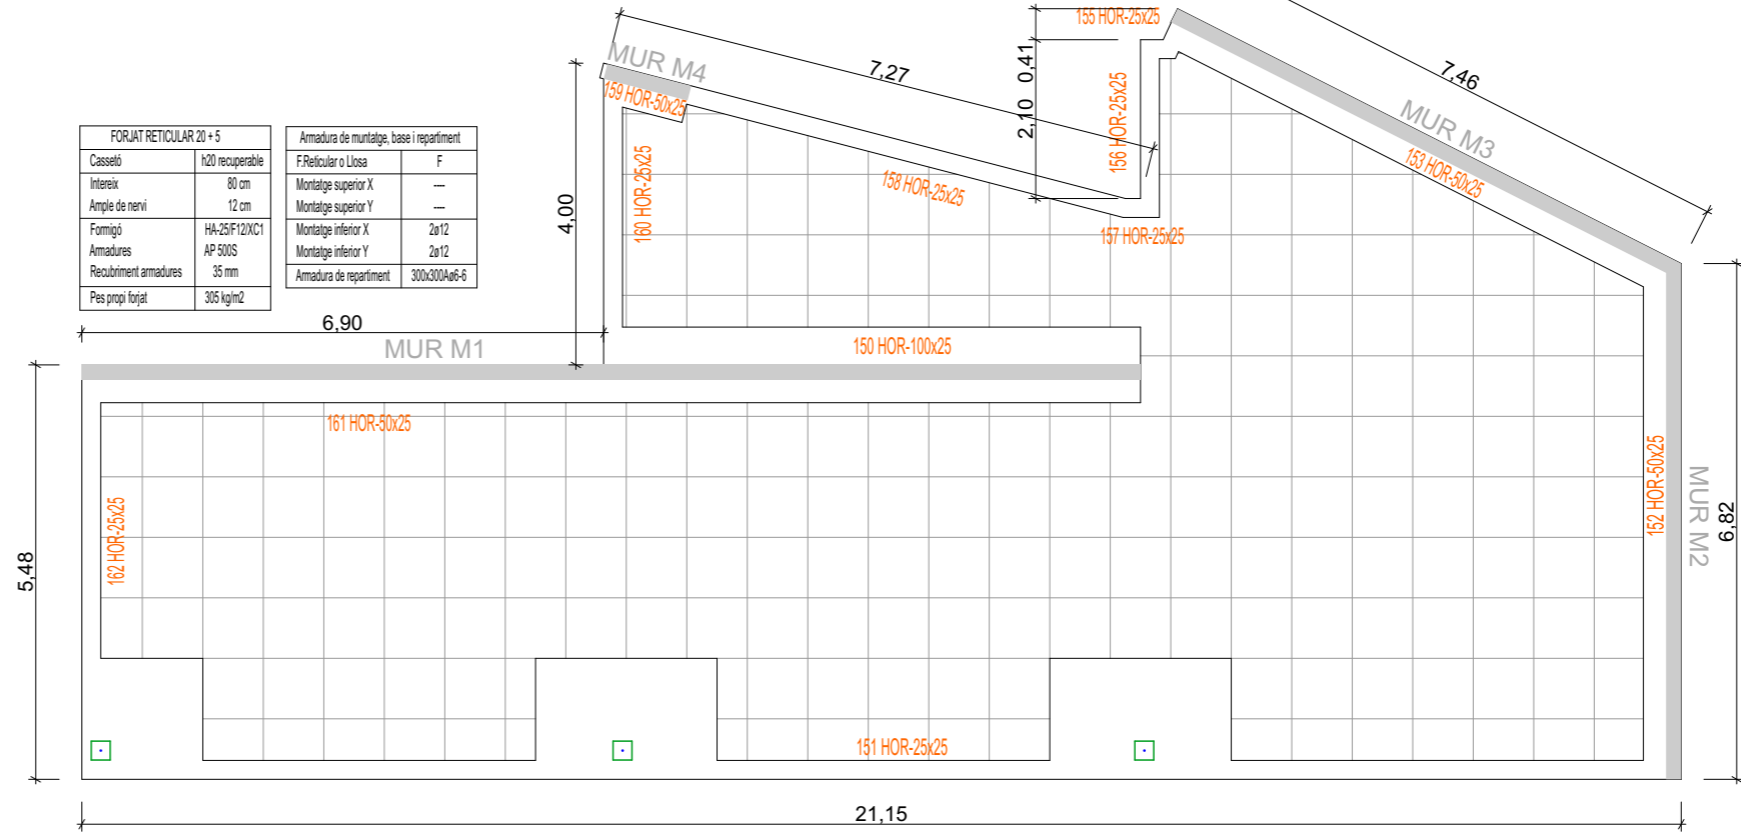 155 HOR-25x25
0,41
7,46
MUR M4
7,27
2,10
156 HOR-25x25
MUR M3
159 HOR-50x25
153 HOR-50x25
FORJAT RETICULAR 20 + 5
Cassetó h20 recuperable
Intereix 80 cm
Ample de nervi 12 cm
Formigó HA-25/F12/XC1
Armadures AP 500S
Recubriment armadures 35 mm
Pes propi forjat 305 kg/m2
Armadura de muntatge, base i repartiment
F.Reticular o Llosa F
Montatge superior X ----
Montatge superior Y ----
Montatge inferior X 2ø12
Montatge inferior Y 2ø12
Armadura de repartiment 300x300Aø6-6
4,00
160 HOR-25x25
158 HOR-25x25
157 HOR-25x25
6,90
MUR M1
150 HOR-100x25
161 HOR-50x25
162 HOR-25x25
5,48
152 HOR-50x25
MUR M2
6,82
151 HOR-25x25
21,15